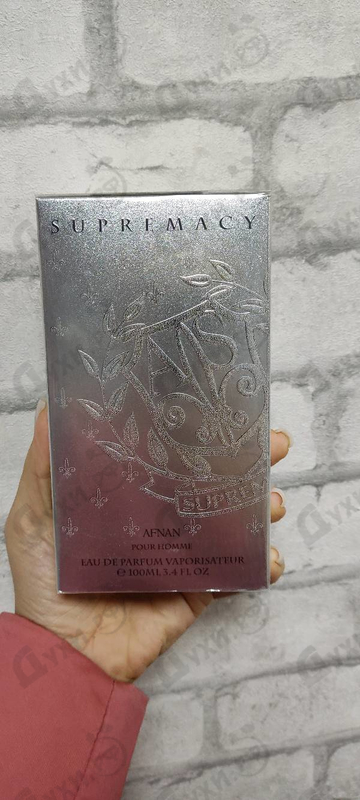 SUPREMACY
SUPREM
AFNAN
POUR HOMME
EAU DE PARFUM VAPORISATEUR
℮ 100ML 3.4 FL OZ